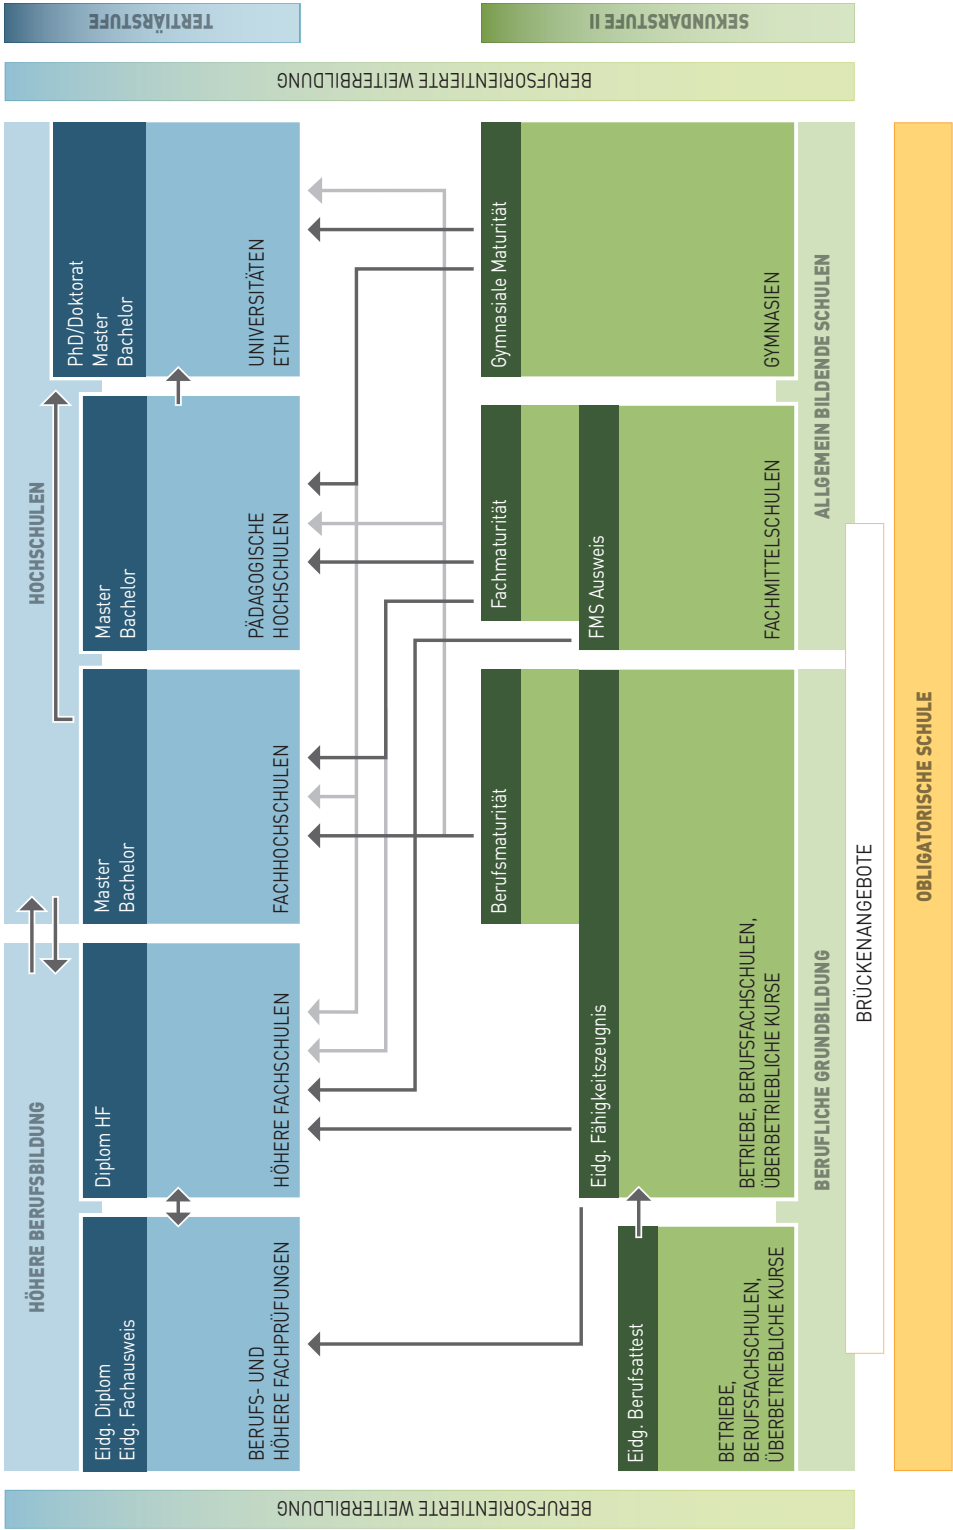 BERUFSORIENTIERTE WEITERBILDUNG
HÖHERE BERUFSBILDUNG
HOCHSCHULEN
TERTIÄRSTUFE
Eidg. Diplom
Eidg. Fachausweis
BERUFS- UND
HÖHERE FACHPRÜFUNGEN
Diplom HF
HÖHERE FACHSCHULEN
Master
Bachelor
FACHHOCHSCHULEN
Master
Bachelor
PÄDAGOGISCHE
HOCHSCHULEN
PhD/Doktorat
Master
Bachelor
UNIVERSITÄTEN
ETH
BERUFSORIENTIERTE WEITERBILDUNG
SEKUNDARSTUFE II
Berufsmaturität
Fachmaturität
Gymnasiale Maturität
Eidg. Berufsattest
Eidg. Fähigkeitszeugnis
FMS Ausweis
BETRIEBE,
BERUFSFACHSCHULEN,
ÜBERBETRIEBLICHE KURSE
BETRIEBE, BERUFSFACHSCHULEN,
ÜBERBETRIEBLICHE KURSE
FACHMITTELSCHULEN
GYMNASIEN
BERUFLICHE GRUNDBILDUNG
ALLGEMEIN BILDENDE SCHULEN
BRÜCKENANGEBOTE
OBLIGATORISCHE SCHULE